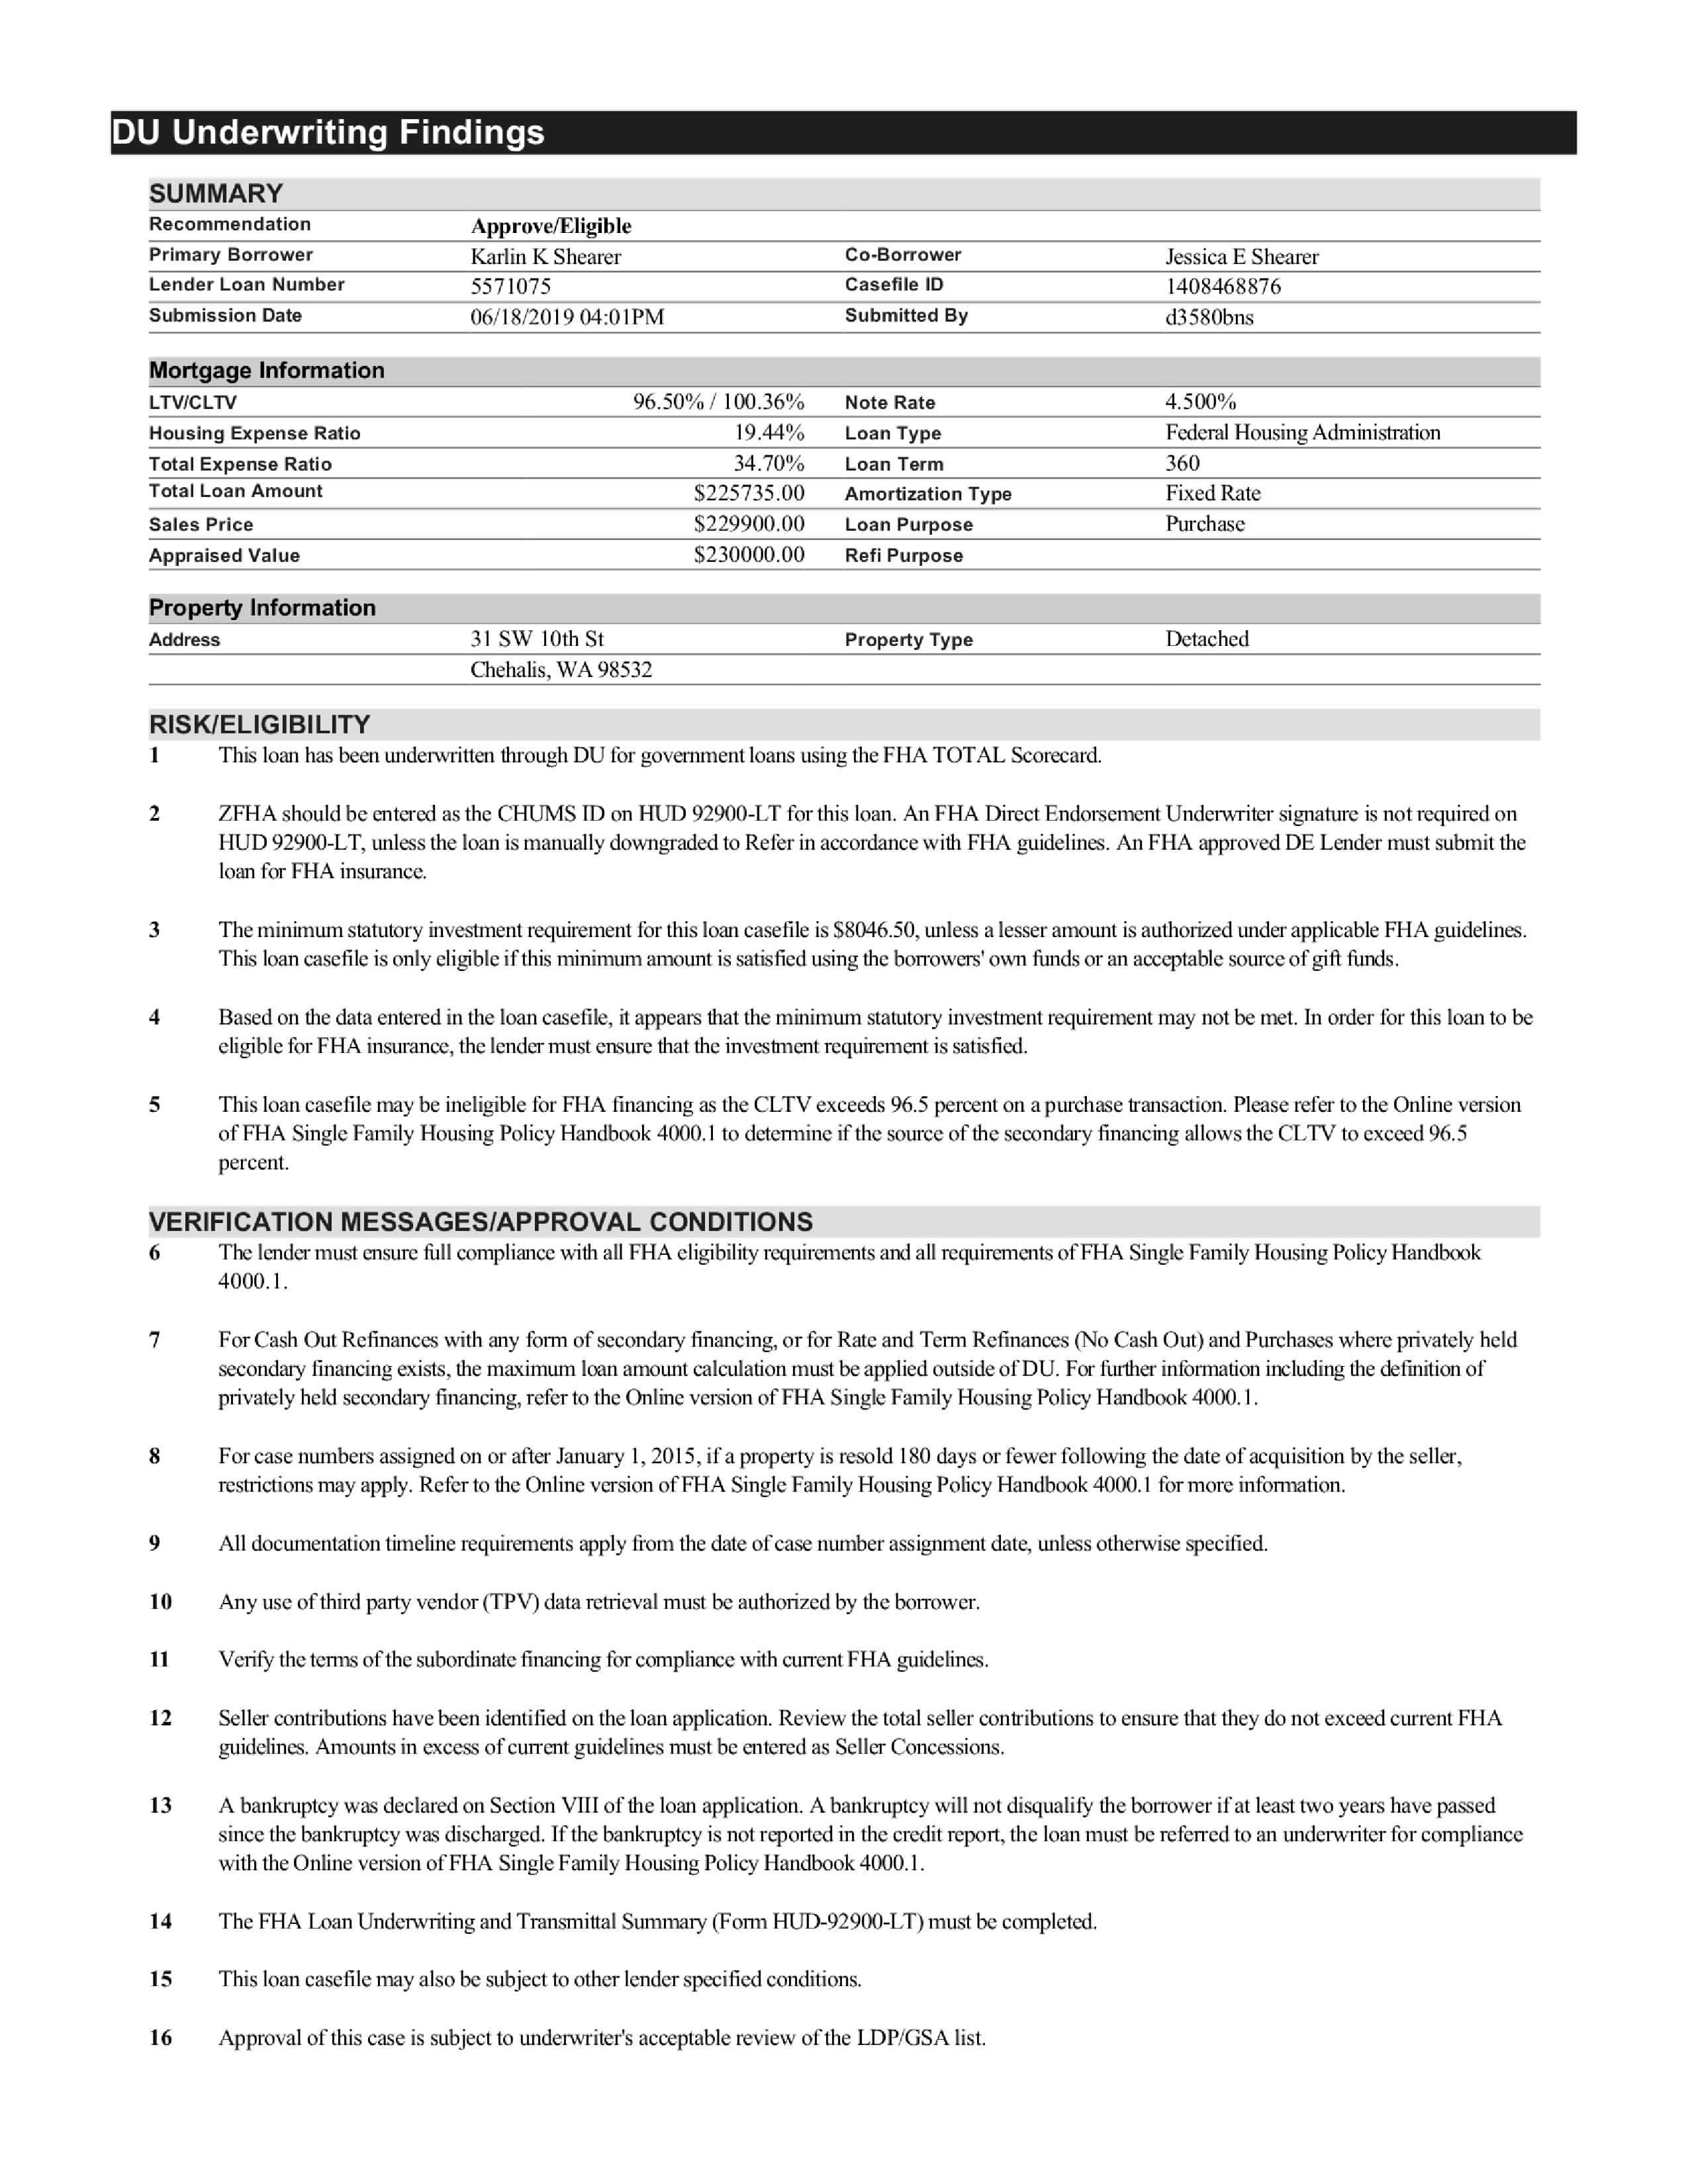 DU Underwriting Findings
SUMMARY
Recommendation Approve/Eligible
Primary Borrower Karlin K Shearer Co-Borrower Jessica E Shearer
Lender Loan Number 5571075 Casefile ID 1408468876
Submission Date 06/18/2019 04:01PM Submitted By d3580bns
Mortgage Information
LTV/CLTV 96.50% / 100.36% Note Rate 4.500%
Housing Expense Ratio 19.44% Loan Type Federal Housing Administration
Total Expense Ratio 34.70% Loan Term 360
Total Loan Amount $225735.00 Amortization Type Fixed Rate
Sales Price $229900.00 Loan Purpose Purchase
Appraised Value $230000.00 Refi Purpose
Property Information
Address 31 SW 10th St Property Type Detached
Chehalis, WA 98532
RISK/ELIGIBILITY
1 This loan has been underwritten through DU for government loans using the FHA TOTAL Scorecard.
2 ZFHA should be entered as the CHUMS ID on HUD 92900-LT for this loan. An FHA Direct Endorsement Underwriter signature is not required on
HUD 92900-LT, unless the loan is manually downgraded to Refer in accordance with FHA guidelines. An FHA approved DE Lender must submit the
loan for FHA insurance.
3 The minimum statutory investment requirement for this loan casefile is $8046.50, unless a lesser amount is authorized under applicable FHA guidelines.
This loan casefile is only eligible if this minimum amount is satisfied using the borrowers' own funds or an acceptable source of gift funds.
4 Based on the data entered in the loan casefile, it appears that the minimum statutory investment requirement may not be met. In order for this loan to be
eligible for FHA insurance, the lender must ensure that the investment requirement is satisfied.
5 This loan casefile may be ineligible for FHA financing as the CLTV exceeds 96.5 percent on a purchase transaction. Please refer to the Online version
of FHA Single Family Housing Policy Handbook 4000.1 to determine if the source of the secondary financing allows the CLTV to exceed 96.5
percent.
VERIFICATION MESSAGES/APPROVAL CONDITIONS
6 The lender must ensure full compliance with all FHA eligibility requirements and all requirements of FHA Single Family Housing Policy Handbook
4000.1.
7 For Cash Out Refinances with any form of secondary financing, or for Rate and Term Refinances (No Cash Out) and Purchases where privately held
secondary financing exists, the maximum loan amount calculation must be applied outside of DU. For further information including the definition of
privately held secondary financing, refer to the Online version of FHA Single Family Housing Policy Handbook 4000.1.
8 For case numbers assigned on or after January 1, 2015, if a property is resold 180 days or fewer following the date of acquisition by the seller,
restrictions may apply. Refer to the Online version of FHA Single Family Housing Policy Handbook 4000.1 for more information.
9 All documentation timeline requirements apply from the date of case number assignment date, unless otherwise specified.
10 Any use of third party vendor (TPV) data retrieval must be authorized by the borrower.
11 Verify the terms of the subordinate financing for compliance with current FHA guidelines.
12 Seller contributions have been identified on the loan application. Review the total seller contributions to ensure that they do not exceed current FHA
guidelines. Amounts in excess of current guidelines must be entered as Seller Concessions.
13 A bankruptcy was declared on Section VIII of the loan application. A bankruptcy will not disqualify the borrower if at least two years have passed
since the bankruptcy was discharged. If the bankruptcy is not reported in the credit report, the loan must be referred to an underwriter for compliance
with the Online version of FHA Single Family Housing Policy Handbook 4000.1.
14 The FHA Loan Underwriting and Transmittal Summary (Form HUD-92900-LT) must be completed.
15 This loan casefile may also be subject to other lender specified conditions.
16 Approval of this case is subject to underwriter's acceptable review of the LDP/GSA list.